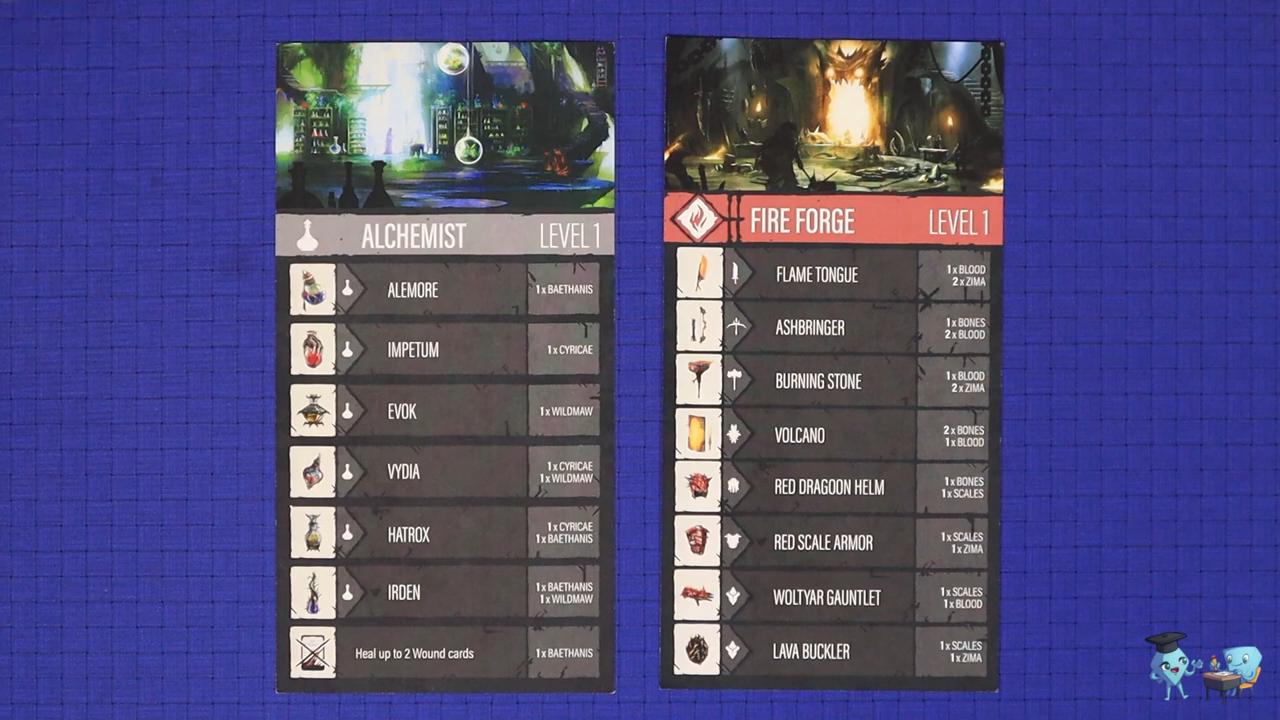 ALCHEMIST LEVEL 1
ALEMORE 1 x BAETHANIS
IMPETUM 1 x CYRICAE
EVOK 1 x WILDMAW
VYDIA 1 x CYRICAE
1 x WILDMAW
HATROX 1 x CYRICAE
1 x BAETHANIS
IRDEN 1 x BAETHANIS
1 x WILDMAW
Heal up to 2 Wound cards 1 x BAETHANIS
FIRE FORGE LEVEL 1
FLAME TONGUE 1 x BLOOD
2 x ZIMA
ASHBRINGER 1 x BONES
2 x BLOOD
BURNING STONE 1 x BLOOD
2 x ZIMA
VOLCANO 2 x BONES
1 x BLOOD
RED DRAGOON HELM 1 x BONES
1 x SCALES
RED SCALE ARMOR 1 x SCALES
1 x ZIMA
WOLTYAR GAUNTLET 1 x SCALES
1 x BLOOD
LAVA BUCKLER 1 x SCALES
1 x ZIMA